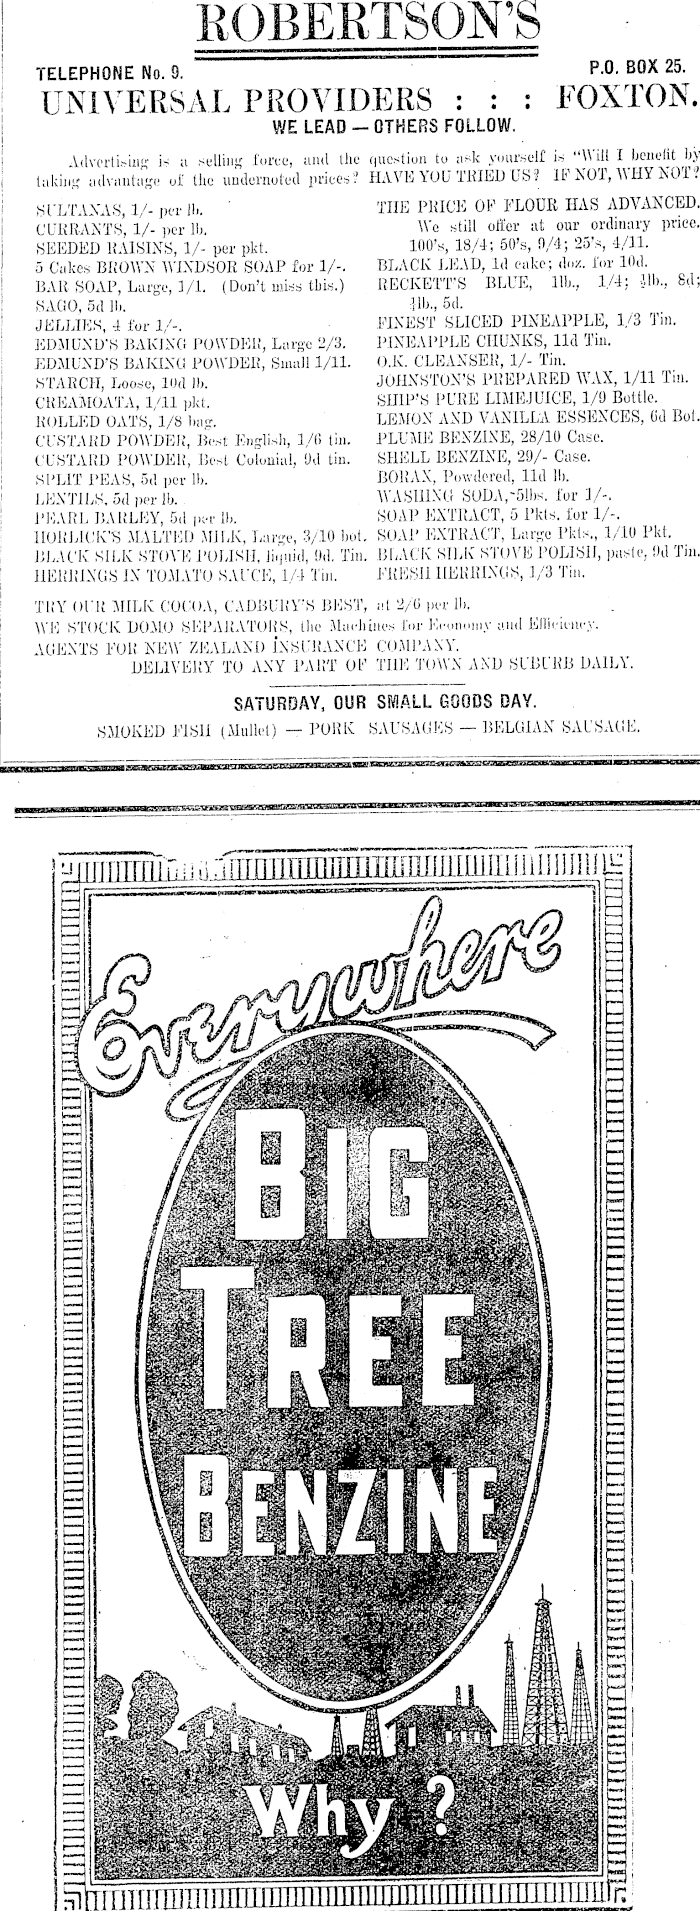 ROBERTSON'S
TELEPHONE No. 9.
P.O. BOX 25.
UNIVERSAL PROVIDERS : : : FOXTON.
WE LEAD — OTHERS FOLLOW.
Advertising is a selling force, and the question to ask yourself is "Will I benefit by
taking advantage of the undernoted prices? HAVE YOU TRIED US? IF NOT, WHY NOT?
SULTANAS, 1/- per lb.
CURRANTS, 1/- per lb.
SEEDED RAISINS, 1/- per pkt.
5 Cakes BROWN WINDSOR SOAP for 1/-.
BAR SOAP, Large, 1/1. (Don't miss this.)
SAGO, 5d lb.
JELLIES, 4 for 1/-.
EDMUND'S BAKING POWDER, Large 2/3.
EDMUND'S BAKING POWDER, Small 1/11.
STARCH, Loose, 10d lb.
CREAMOATA, 1/11 pkt.
ROLLED OATS, 1/8 bag.
CUSTARD POWDER, Best English, 1/6 tin.
CUSTARD POWDER, Best Colonial, 9d tin.
SPLIT PEAS, 5d per lb.
LENTILS, 5d per lb.
PEARL BARLEY, 5d per lb.
HORLICK'S MALTED MILK, Large, 3/10 bot.
BLACK SILK STOVE POLISH, liquid, 9d. Tin.
HERRINGS IN TOMATO SAUCE, 1/4 Tin.
THE PRICE OF FLOUR HAS ADVANCED.
We still offer at our ordinary price.
100's, 18/4; 50's, 9/4; 25's, 4/11.
BLACK LEAD, 1d cake; doz. for 10d.
RECKETT'S BLUE, 1lb., 1/4; ½lb., 8d;
¼lb., 5d.
FINEST SLICED PINEAPPLE, 1/3 Tin.
PINEAPPLE CHUNKS, 11d Tin.
O.K. CLEANSER, 1/- Tin.
JOHNSTON'S PREPARED WAX, 1/11 Tin.
SHIP'S PURE LIMEJUICE, 1/9 Bottle.
LEMON AND VANILLA ESSENCES, 6d Bot.
PLUME BENZINE, 28/10 Case.
SHELL BENZINE, 29/- Case.
BORAX, Powdered, 11d lb.
WASHING SODA, 5lbs. for 1/-.
SOAP EXTRACT, 5 Pkts. for 1/-.
SOAP EXTRACT, Large Pkts., 1/10 Pkt.
BLACK SILK STOVE POLISH, paste, 9d Tin.
FRESH HERRINGS, 1/3 Tin.
TRY OUR MILK COCOA, CADBURY'S BEST, at 2/6 per lb.
WE STOCK DOMO SEPARATORS, the Machines for Economy and Efficiency.
AGENTS FOR NEW ZEALAND INSURANCE COMPANY.
DELIVERY TO ANY PART OF THE TOWN AND SUBURB DAILY.
SATURDAY, OUR SMALL GOODS DAY.
SMOKED FISH (Mullet) — PORK SAUSAGES — BELGIAN SAUSAGE.
Everywhere
BIG
TREE
BENZINE
Why ?